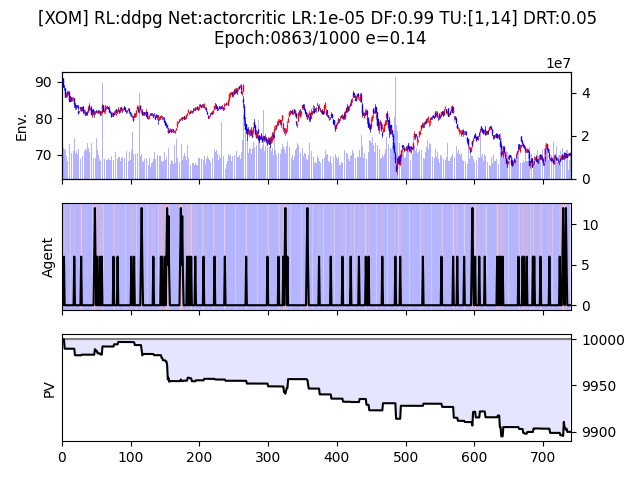 [XOM] RL:ddpg Net:actorcritic LR:1e-05 DF:0.99 TU:[1,14] DRT:0.05
Epoch:0863/1000 e=0.14
1e7
90
80
70
Env.
4
2
0
Agent
10
5
0
PV
10000
9950
9900
0 100 200 300 400 500 600 700